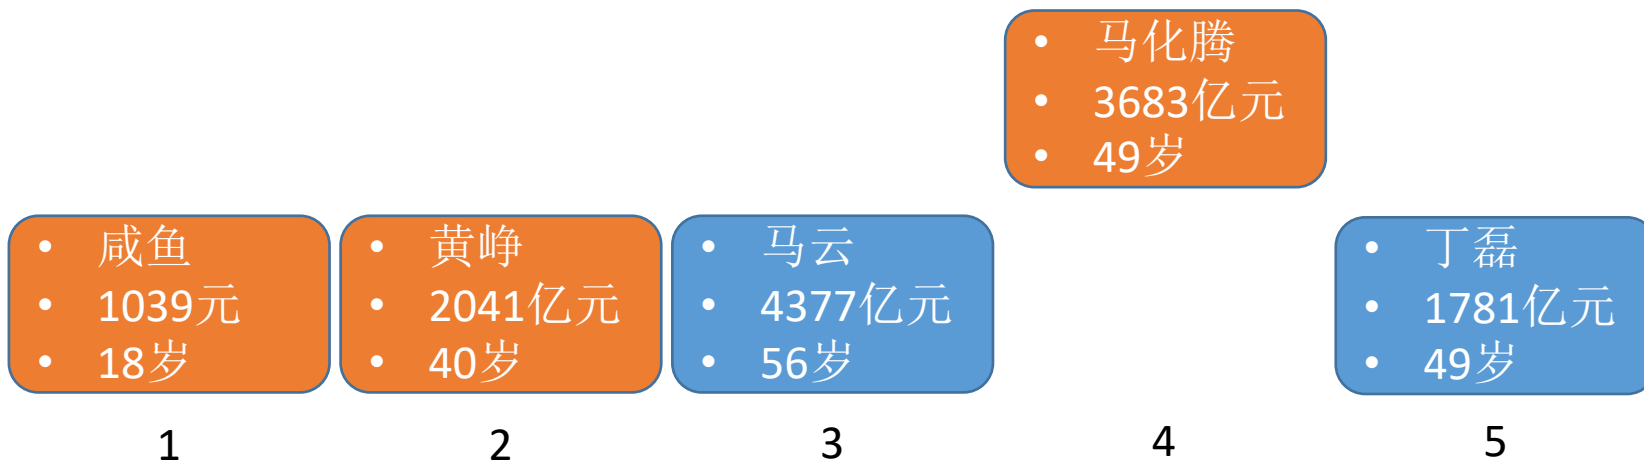 马化腾
3683亿元
49岁
咸鱼
1039元
18岁
黄峥
2041亿元
40岁
马云
4377亿元
56岁
丁磊
1781亿元
49岁
1
2
3
4
5